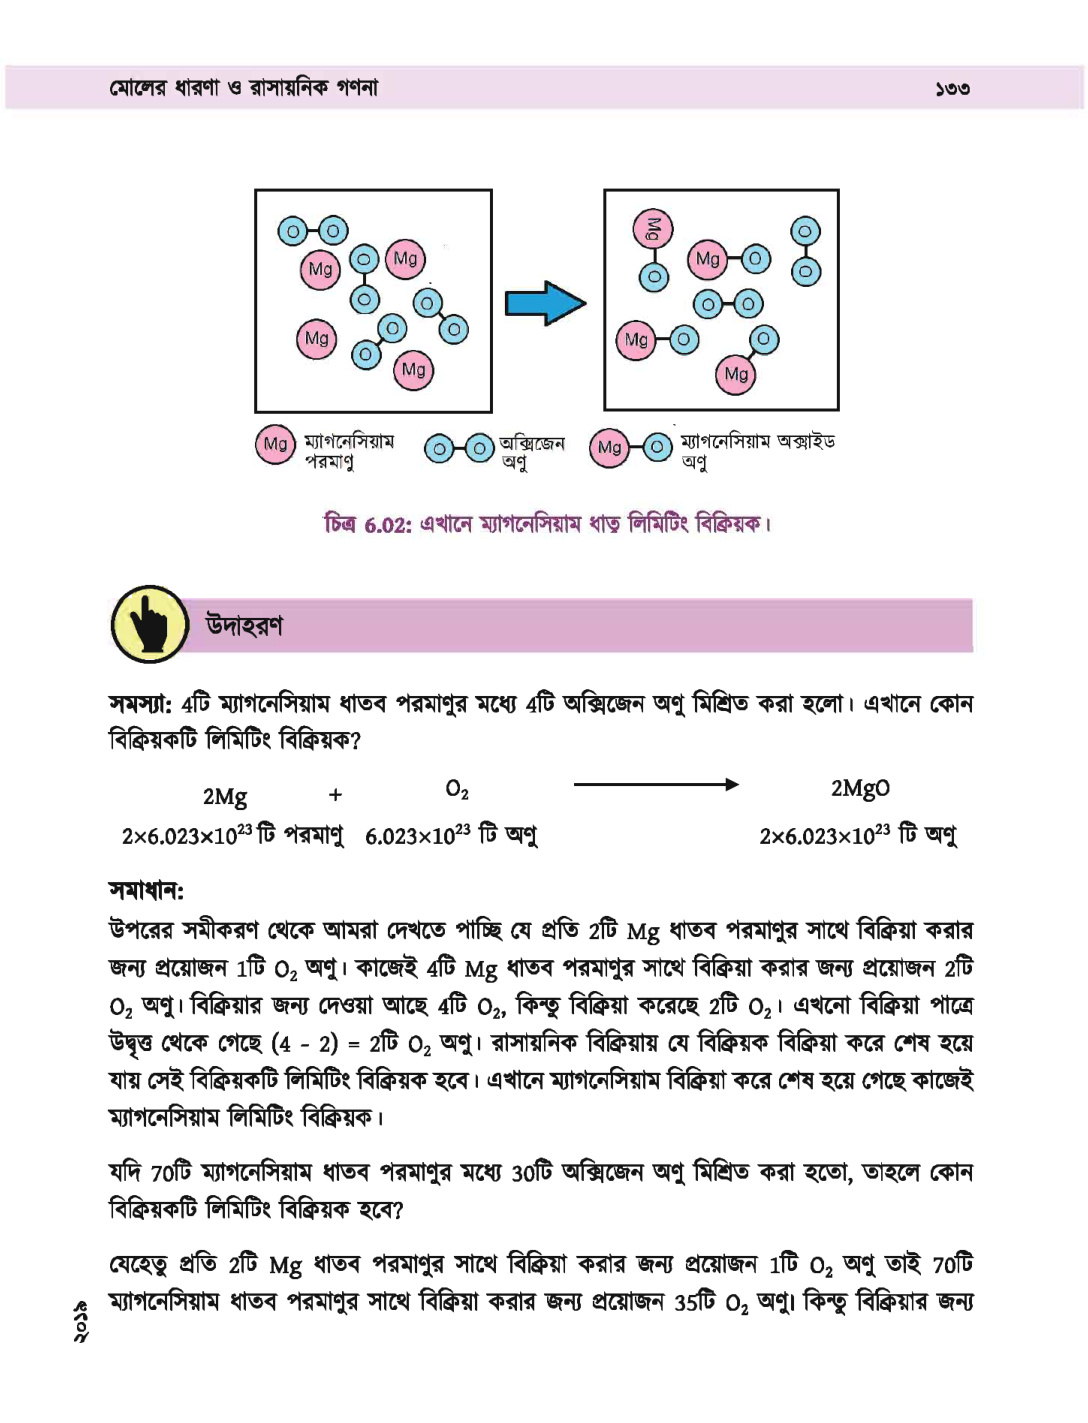 মোলের ধারণা ও রাসায়নিক গণনা ১৩৩
O O Mg O Mg O O O Mg O O Mg
Mg O Mg O O O O O Mg O O Mg
Mg ম্যাগনেসিয়াম O O অক্সিজেন Mg O ম্যাগনেসিয়াম অক্সাইড
পরমাণু অণু অণু
চিত্র 6.02: এখানে ম্যাগনেসিয়াম ধাতু লিমিটিং বিক্রিয়ক।
উদাহরণ
সমস্যা: 4টি ম্যাগনেসিয়াম ধাতব পরমাণুর মধ্যে 4টি অক্সিজেন অণু মিশ্রিত করা হলো। এখানে কোন
বিক্রিয়কটি লিমিটিং বিক্রিয়ক?
2Mg + O₂ ⟶ 2MgO
2×6.023×10²³ টি পরমাণু 6.023×10²³ টি অণু 2×6.023×10²³ টি অণু
সমাধান:
উপরের সমীকরণ থেকে আমরা দেখতে পাচ্ছি যে প্রতি 2টি Mg ধাতব পরমাণুর সাথে বিক্রিয়া করার
জন্য প্রয়োজন 1টি O₂ অণু। কাজেই 4টি Mg ধাতব পরমাণুর সাথে বিক্রিয়া করার জন্য প্রয়োজন 2টি
O₂ অণু। বিক্রিয়ার জন্য দেওয়া আছে 4টি O₂, কিন্তু বিক্রিয়া করেছে 2টি O₂। এখনো বিক্রিয়া পাত্রে
উদ্বৃত্ত থেকে গেছে (4 - 2) = 2টি O₂ অণু। রাসায়নিক বিক্রিয়ায় যে বিক্রিয়ক বিক্রিয়া করে শেষ হয়ে
যায় সেই বিক্রিয়কটি লিমিটিং বিক্রিয়ক হবে। এখানে ম্যাগনেসিয়াম বিক্রিয়া করে শেষ হয়ে গেছে কাজেই
ম্যাগনেসিয়াম লিমিটিং বিক্রিয়ক।
যদি 70টি ম্যাগনেসিয়াম ধাতব পরমাণুর মধ্যে 30টি অক্সিজেন অণু মিশ্রিত করা হতো, তাহলে কোন
বিক্রিয়কটি লিমিটিং বিক্রিয়ক হবে?
যেহেতু প্রতি 2টি Mg ধাতব পরমাণুর সাথে বিক্রিয়া করার জন্য প্রয়োজন 1টি O₂ অণু তাই 70টি
ম্যাগনেসিয়াম ধাতব পরমাণুর সাথে বিক্রিয়া করার জন্য প্রয়োজন 35টি O₂ অণু। কিন্তু বিক্রিয়ার জন্য
২০১৯